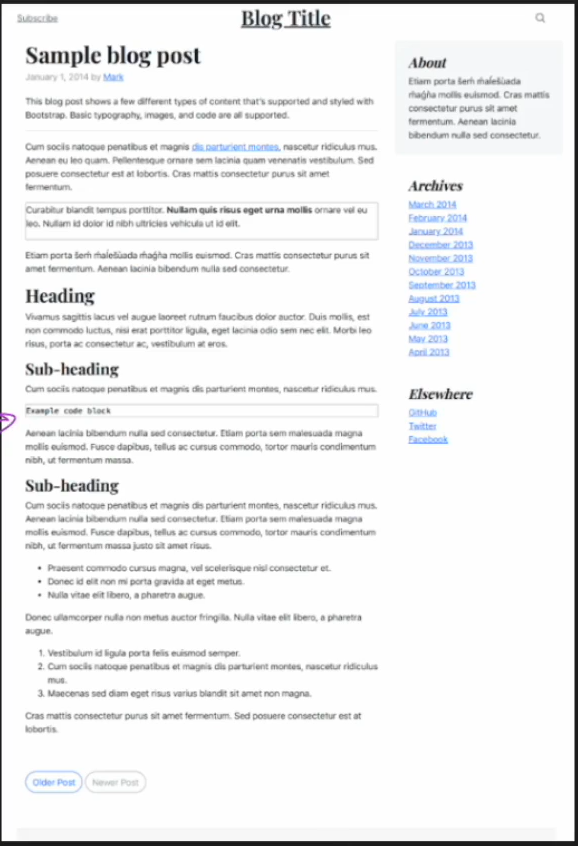 Subscribe
Blog Title
Sample blog post
January 1, 2014 by Mark
This blog post shows a few different types of content that's supported and styled with
Bootstrap. Basic typography, images, and code are all supported.
Cum sociis natoque penatibus et magnis dis parturient montes, nascetur ridiculus mus.
Aenean eu leo quam. Pellentesque ornare sem lacinia quam venenatis vestibulum. Sed
posuere consectetur est at lobortis. Cras mattis consectetur purus sit amet
fermentum.
Curabitur blandit tempus porttitor. Nullam quis risus eget urna mollis ornare vel eu
leo. Nullam id dolor id nibh ultricies vehicula ut id elit.
Etiam porta mollis euismod. Cras mattis consectetur purus sit
amet fermentum. Aenean lacinia bibendum nulla sed consectetur.
Heading
Vivamus sagittis lacus vel augue laoreet rutrum faucibus dolor auctor. Duis mollis, est
non commodo luctus, nisi erat porttitor ligula, eget lacinia odio sem nec elit. Morbi leo
risus, porta ac consectetur ac, vestibulum at eros.
Sub-heading
Cum sociis natoque penatibus et magnis dis parturient montes, nascetur ridiculus mus.
Example code block
Aenean lacinia bibendum nulla sed consectetur. Etiam porta sem malesuada magna
mollis euismod. Fusce dapibus, tellus ac cursus commodo, tortor mauris condimentum
nibh, ut fermentum massa.
Sub-heading
Cum sociis natoque penatibus et magnis dis parturient montes, nascetur ridiculus mus.
Aenean lacinia bibendum nulla sed consectetur. Etiam porta sem malesuada magna
mollis euismod. Fusce dapibus, tellus ac cursus commodo, tortor mauris condimentum
nibh, ut fermentum massa justo sit amet risus.
• Praesent commodo cursus magna, vel scelerisque nisl consectetur et.
• Donec id elit non mi porta gravida at eget metus.
• Nulla vitae elit libero, a pharetra augue.
Donec ullamcorper nulla non metus auctor fringilla. Nulla vitae elit libero, a pharetra
augue.
1. Vestibulum id ligula porta felis euismod semper.
2. Cum sociis natoque penatibus et magnis dis parturient montes, nascetur ridiculus
mus.
3. Maecenas sed diam eget risus varius blandit sit amet non magna.
Cras mattis consectetur purus sit amet fermentum. Sed posuere consectetur est at
lobortis.
Older Post
Newer Post
About
Etiam porta
mollis euismod. Cras mattis
consectetur purus sit amet
fermentum. Aenean lacinia
bibendum nulla sed consectetur.
Archives
March 2014
February 2014
January 2014
December 2013
November 2013
October 2013
September 2013
August 2013
July 2013
June 2013
May 2013
April 2013
Elsewhere
GitHub
Twitter
Facebook